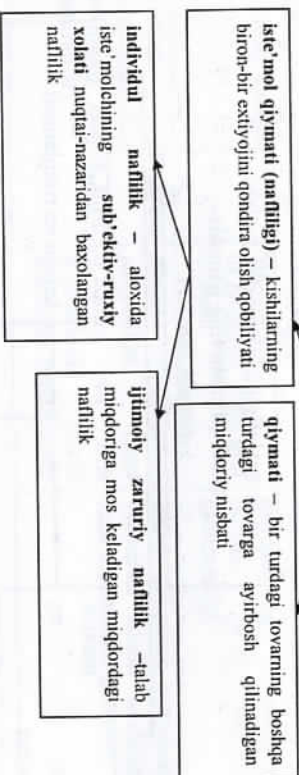 iste'mol qiymati (nafliligi) – kishilarning
biron-bir extiyojini qondira olish qobiliyati
qiymati – bir turdagi tovarning boshqa
turdagi tovarga ayirbosh qilinadigan
miqdoriy nisbati
individul naflilik – aloxida
iste'molchining sub'ektiv-ruxiy
xolati nuqtai-nazaridan baxolangan
naflilik
ijtimoiy zaruriy naflilik –talab
miqdoriga mos keladigan miqdordagi
naflilik